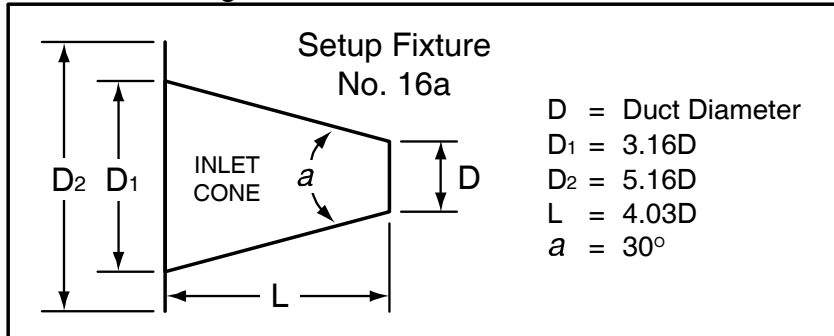 Setup Fixture
No. 16a
D = Duct Diameter
D1 = 3.16D
D2 = 5.16D
L = 4.03D
a = 30°
D2 D1
INLET
CONE
a
D
L